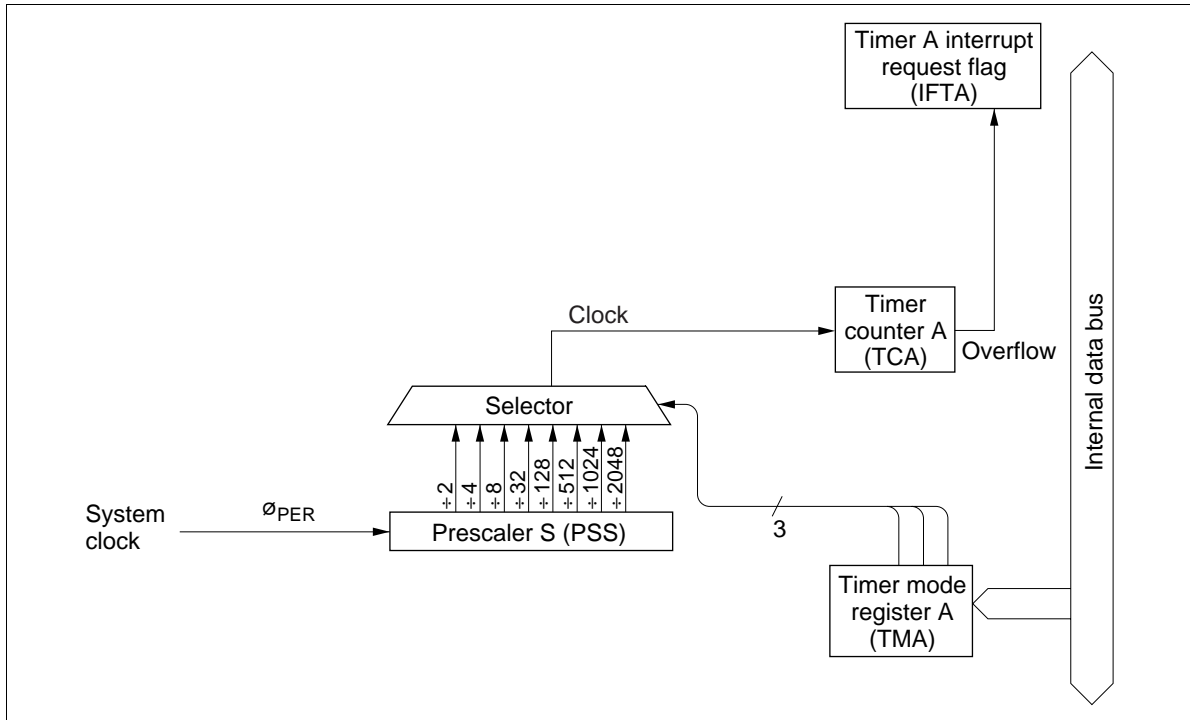 Timer A interrupt
request flag
(IFTA)
Clock
Timer
counter A
(TCA)
Overflow
Internal data bus
Selector
÷2
÷4
÷8
÷32
÷128
÷512
÷1024
÷2048
System
clock
øPER
Prescaler S (PSS)
3
Timer mode
register A
(TMA)